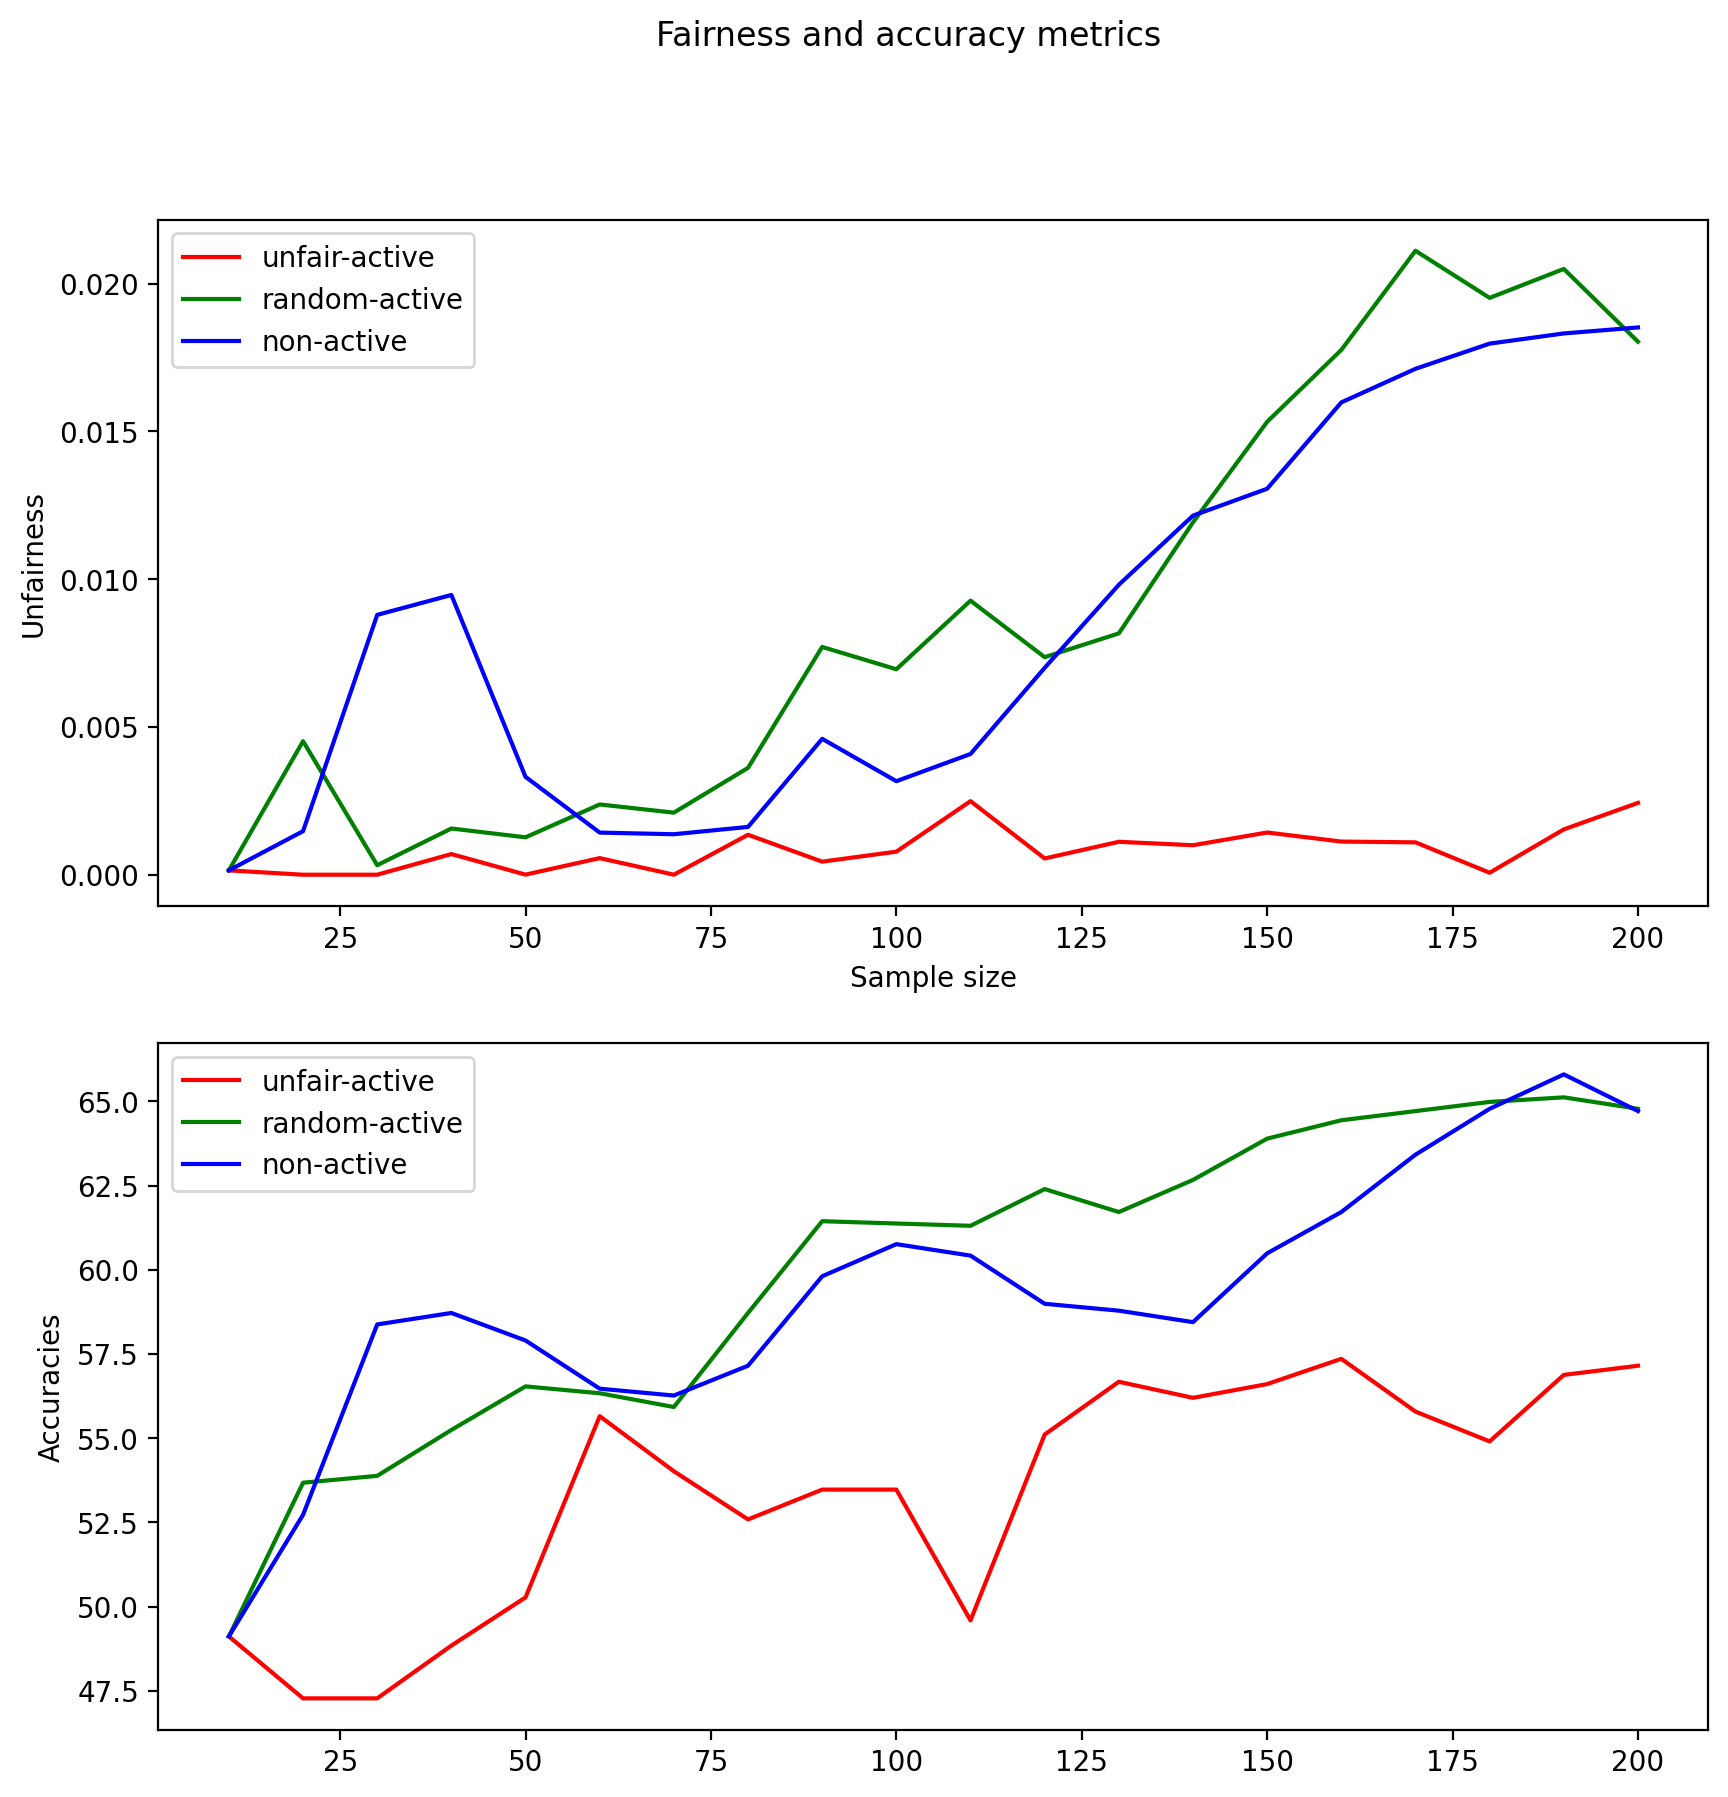 Fairness and accuracy metrics
unfair-active
random-active
non-active
0.020
0.015
0.010
0.005
0.000
Unfairness
25 50 75 100 125 150 175 200
Sample size
unfair-active
random-active
non-active
65.0
62.5
60.0
57.5
55.0
52.5
50.0
47.5
Accuracies
25 50 75 100 125 150 175 200